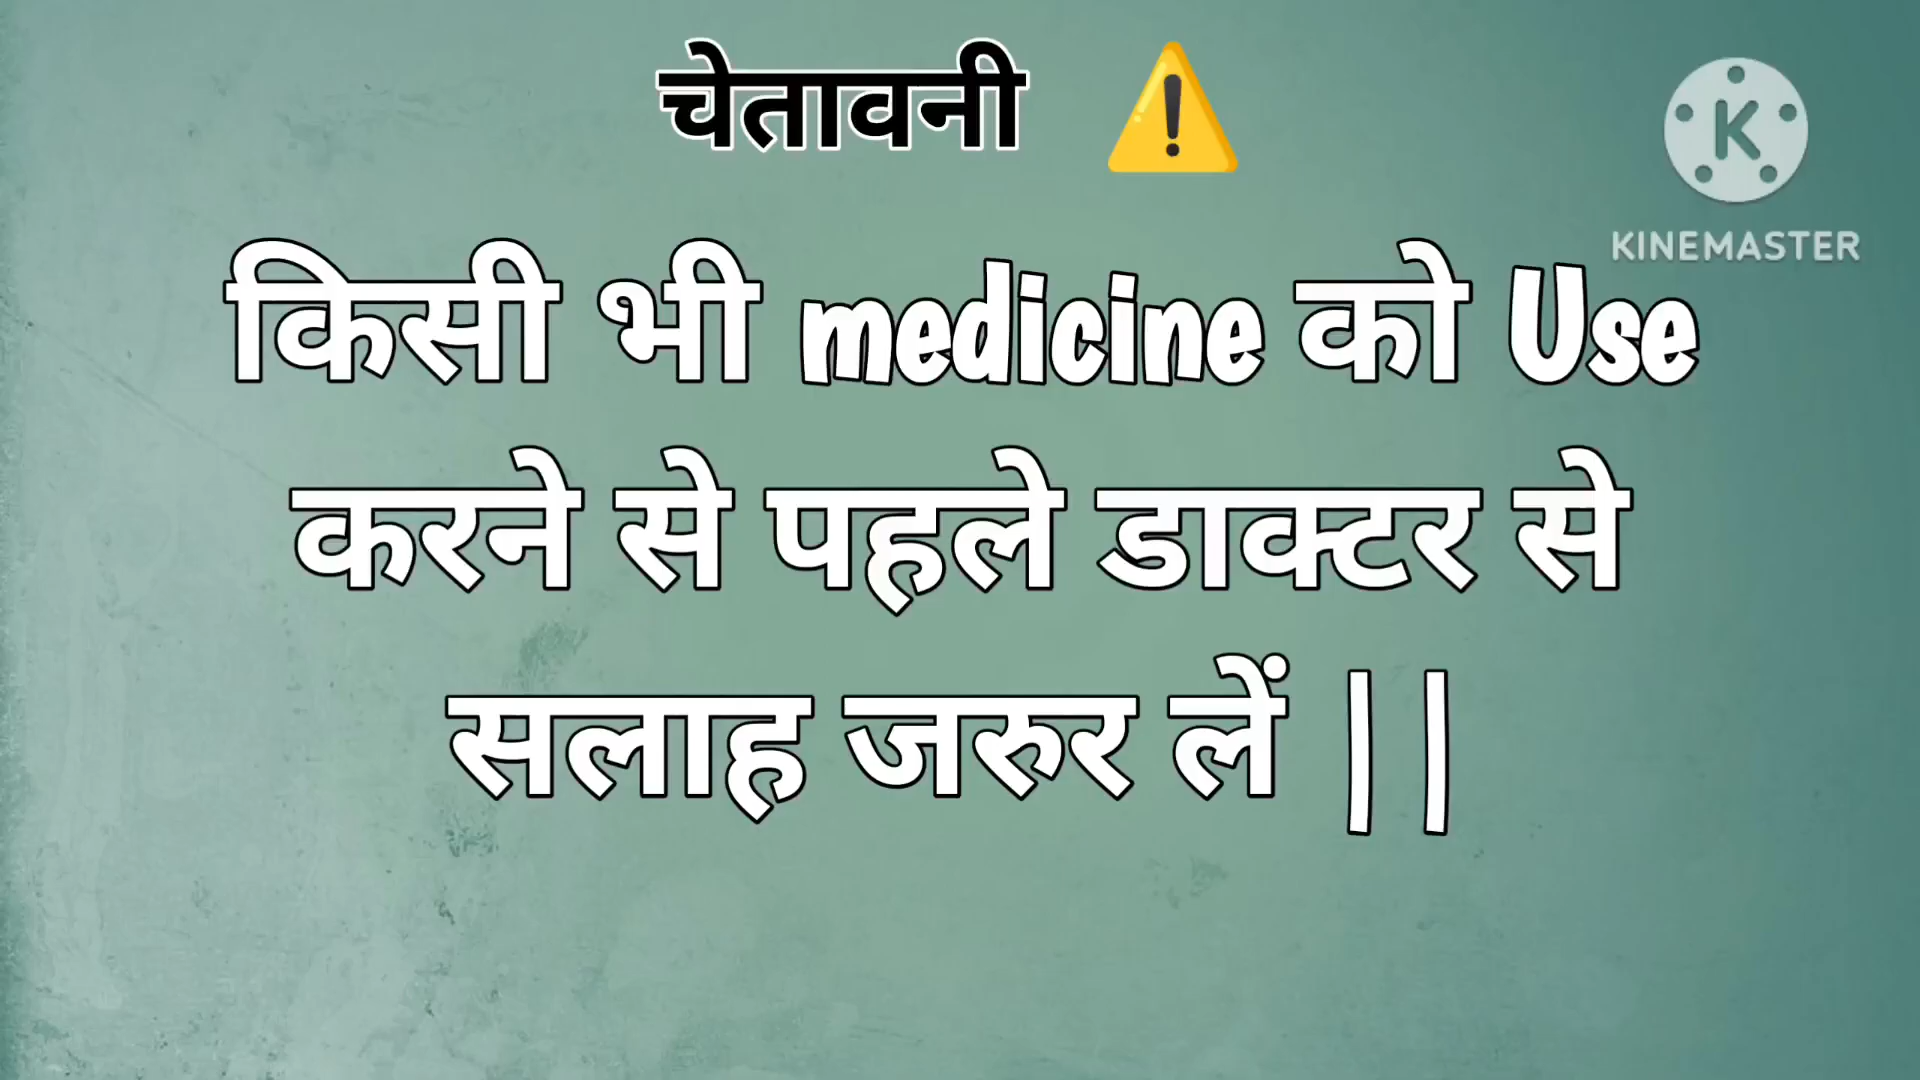 चेतावनी ⚠️
K
KINEMASTER
किसी भी medicine को Use
करने से पहले डाक्टर से
सलाह जरुर लें ||